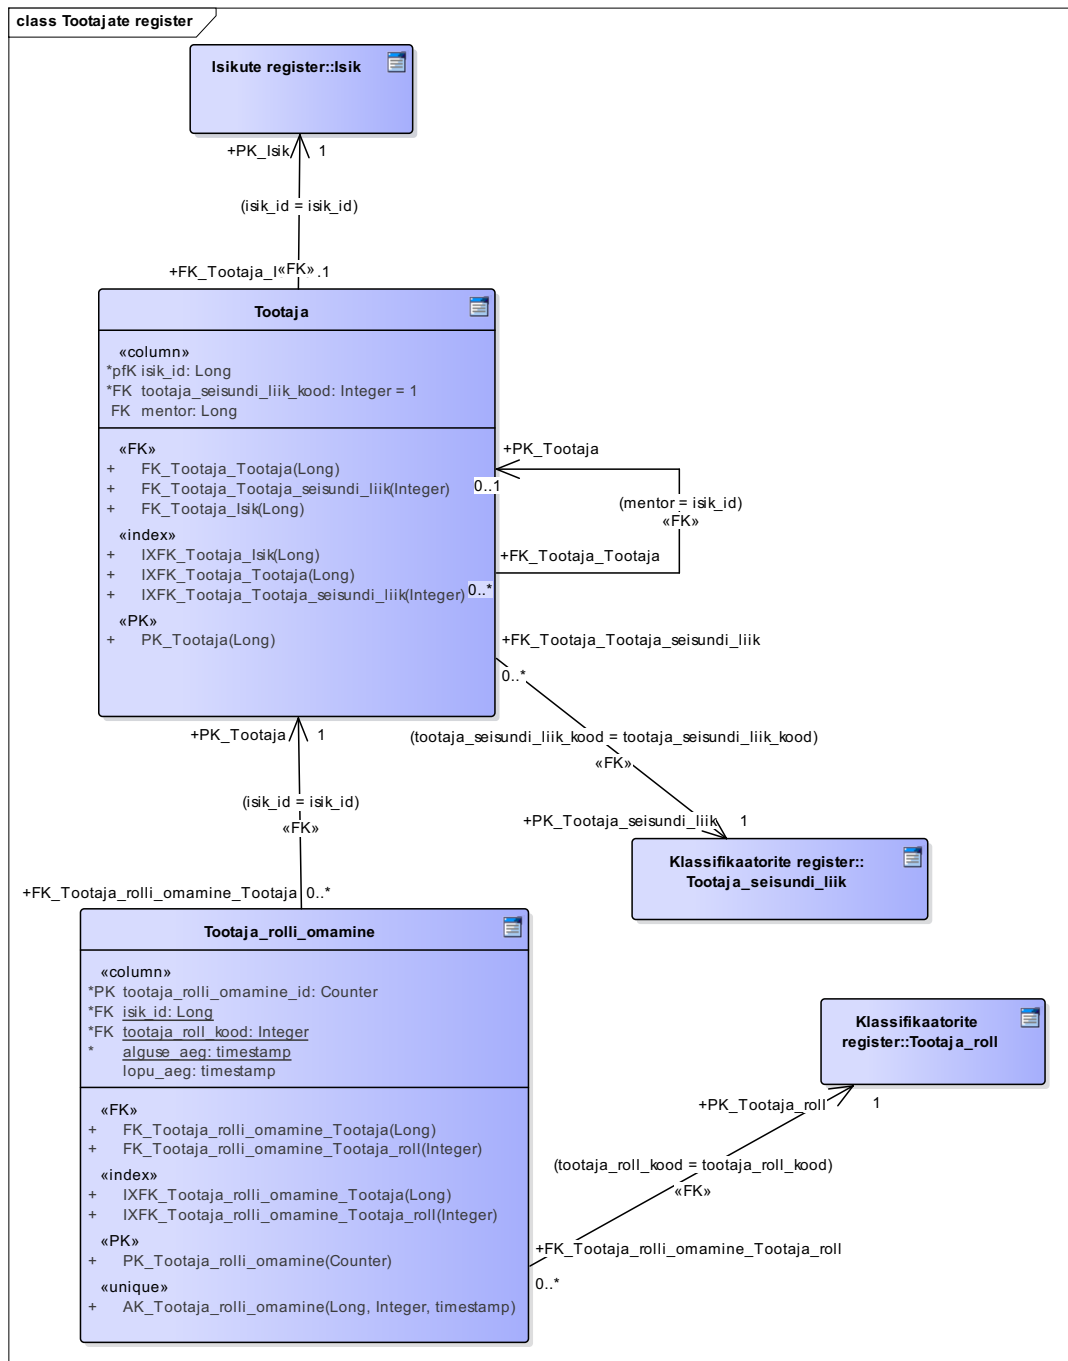 class Tootajate register
Isikute register::Isik
+PK_Isik
1
(isik_id = isik_id)
+FK_Tootaja_I
«FK»
.1
Tootaja
«column»
*pfK isik_id: Long
*FK tootaja_seisundi_liik_kood: Integer = 1
FK mentor: Long
«FK»
+ FK_Tootaja_Tootaja(Long)
+ FK_Tootaja_Tootaja_seisundi_liik(Integer)
+ FK_Tootaja_Isik(Long)
«index»
+ IXFK_Tootaja_Isik(Long)
+ IXFK_Tootaja_Tootaja(Long)
+ IXFK_Tootaja_Tootaja_seisundi_liik(Integer)
«PK»
+ PK_Tootaja(Long)
+PK_Tootaja
0..1
(mentor = isik_id)
«FK»
+FK_Tootaja_Tootaja
0..*
+FK_Tootaja_Tootaja_seisundi_liik
0..*
(tootaja_seisundi_liik_kood = tootaja_seisundi_liik_kood)
«FK»
+PK_Tootaja_seisundi_liik
1
Klassifikaatorite register::
Tootaja_seisundi_liik
+PK_Tootaja
1
(isik_id = isik_id)
«FK»
+FK_Tootaja_rolli_omamine_Tootaja
0..*
Tootaja_rolli_omamine
«column»
*PK tootaja_rolli_omamine_id: Counter
*FK isik_id: Long
*FK tootaja_roll_kood: Integer
* alguse_aeg: timestamp
lopu_aeg: timestamp
«FK»
+ FK_Tootaja_rolli_omamine_Tootaja(Long)
+ FK_Tootaja_rolli_omamine_Tootaja_roll(Integer)
«index»
+ IXFK_Tootaja_rolli_omamine_Tootaja(Long)
+ IXFK_Tootaja_rolli_omamine_Tootaja_roll(Integer)
«PK»
+ PK_Tootaja_rolli_omamine(Counter)
«unique»
+ AK_Tootaja_rolli_omamine(Long, Integer, timestamp)
Klassifikaatorite
register::Tootaja_roll
+PK_Tootaja_roll
1
(tootaja_roll_kood = tootaja_roll_kood)
«FK»
+FK_Tootaja_rolli_omamine_Tootaja_roll
0..*